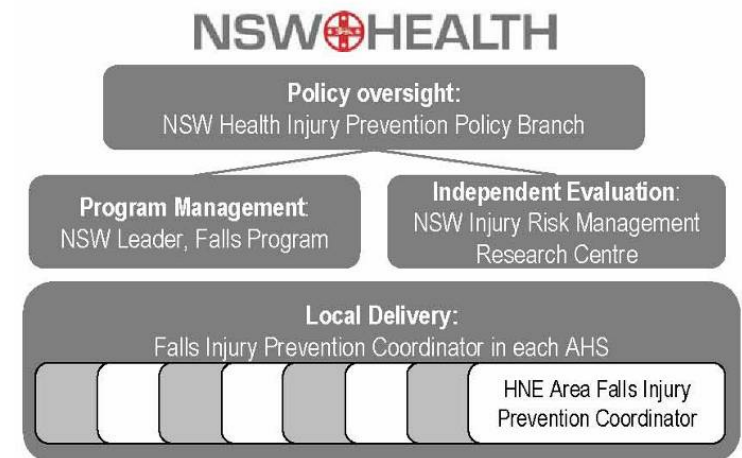 NSW HEALTH
Policy oversight:
NSW Health Injury Prevention Policy Branch
Program Management:
NSW Leader, Falls Program
Independent Evaluation:
NSW Injury Risk Management
Research Centre
Local Delivery:
Falls Injury Prevention Coordinator in each AHS
HNE Area Falls Injury
Prevention Coordinator